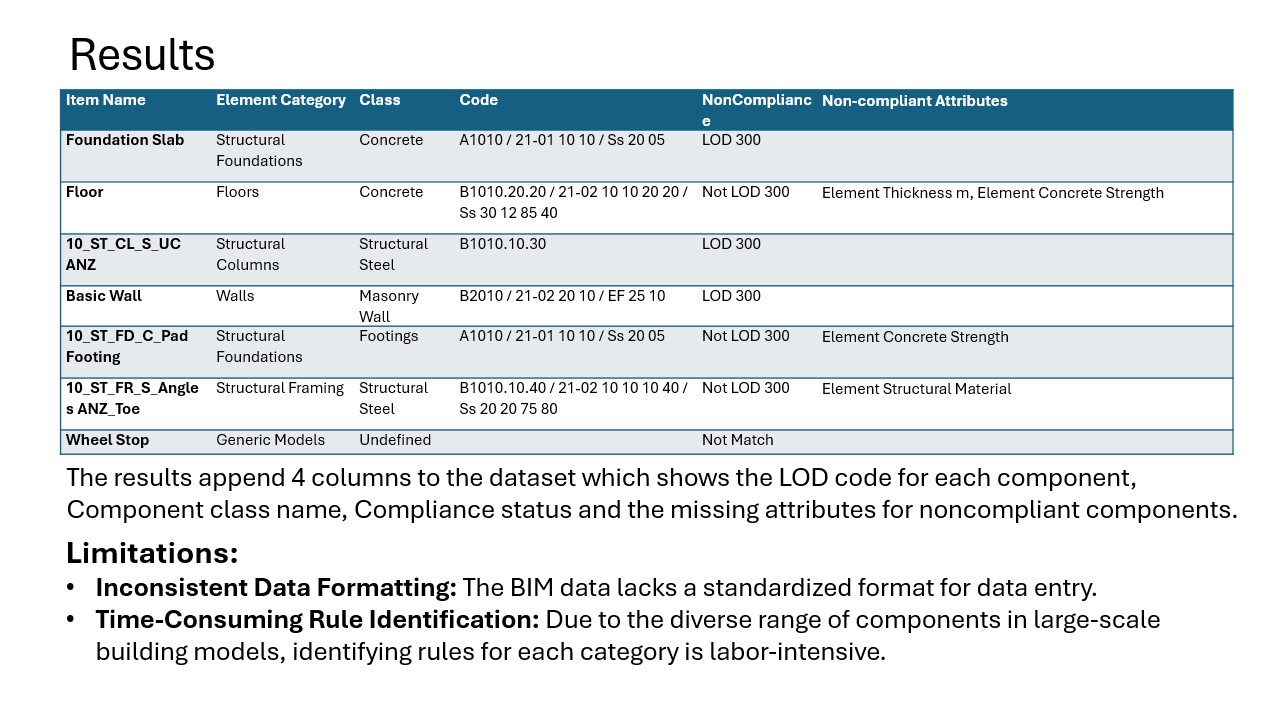 Results
Item Name Element Category Class Code NonComplianc Non-compliant Attributes
e
Foundation Slab Structural Concrete A1010 / 21-01 10 10 / Ss 20 05 LOD 300
Foundations
Floor Floors Concrete B1010.20.20 / 21-02 10 10 20 20 / Not LOD 300 Element Thickness m, Element Concrete Strength
Ss 30 12 85 40
10_ST_CL_S_UC Structural Structural B1010.10.30 LOD 300
ANZ Columns Steel
Basic Wall Walls Masonry B2010 / 21-02 20 10 / EF 25 10 LOD 300
Wall
10_ST_FD_C_Pad Structural Footings A1010 / 21-01 10 10 / Ss 20 05 Not LOD 300 Element Concrete Strength
Footing Foundations
10_ST_FR_S_Angle Structural Framing Structural B1010.10.40 / 21-02 10 10 10 40 / Not LOD 300 Element Structural Material
s ANZ_Toe Steel Ss 20 20 75 80
Wheel Stop Generic Models Undefined Not Match
The results append 4 columns to the dataset which shows the LOD code for each component,
Component class name, Compliance status and the missing attributes for noncompliant components.
Limitations:
• Inconsistent Data Formatting: The BIM data lacks a standardized format for data entry.
• Time-Consuming Rule Identification: Due to the diverse range of components in large-scale
building models, identifying rules for each category is labor-intensive.